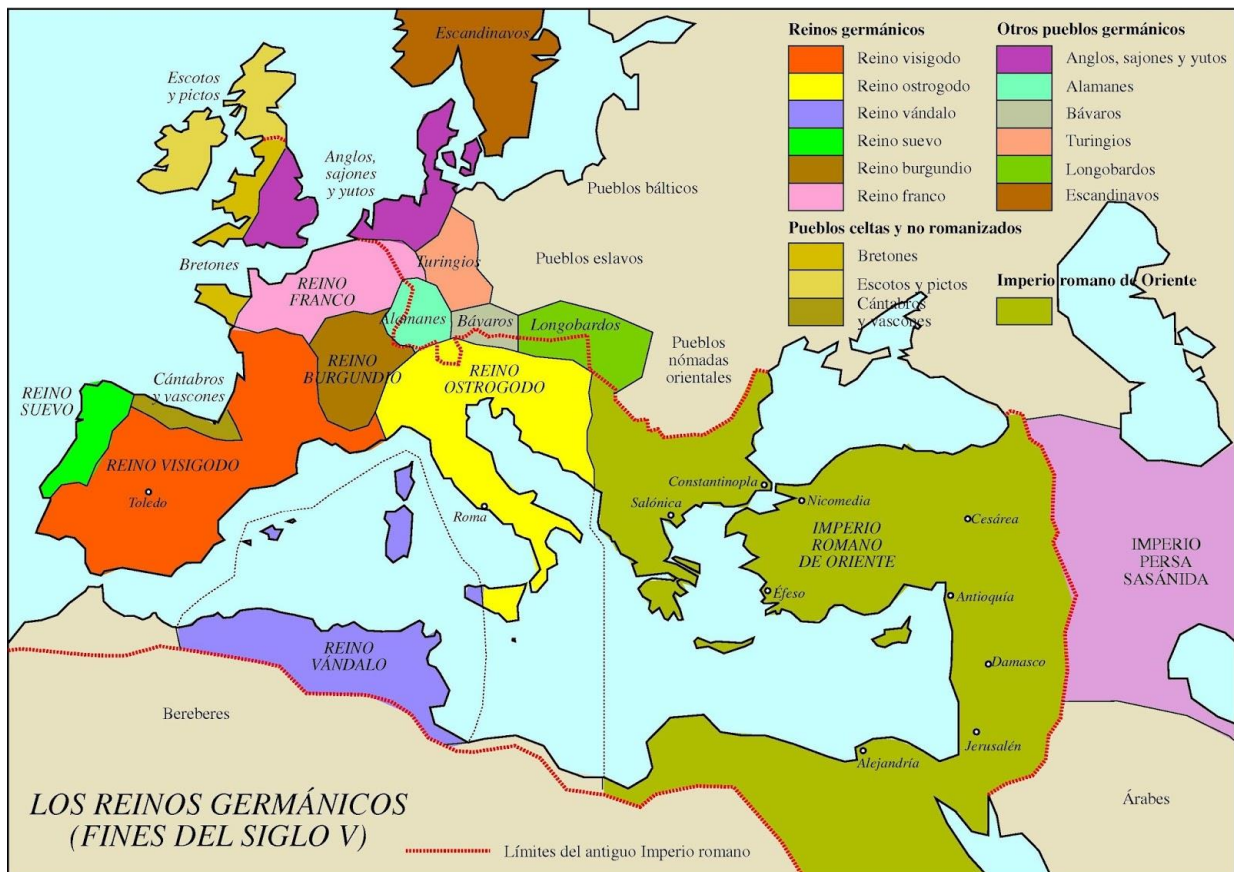 Escandinavos
Escotos
y pictos
Anglos,
sajones
y yutos
Pueblos bálticos
Bretones
REINO
FRANCO
Turingios
Pueblos eslavos
Alamanes
Bávaros
Longobardos
REINO
BURGUNDIO
REINO
OSTROGODO
Pueblos
nómadas
orientales
REINO
SUEVO
Cántabros
y vascones
REINO VISIGODO
Toledo
Roma
Constantinopla
Salónica
Nicomedia
Cesárea
IMPERIO
ROMANO
DE ORIENTE
Éfeso
Antioquía
IMPERIO
PERSA
SASÁNIDA
REINO
VÁNDALO
Damasco
Bereberes
Jerusalén
Alejandría
Árabes
LOS REINOS GERMÁNICOS
(FINES DEL SIGLO V)
Límites del antiguo Imperio romano
Reinos germánicos
Reino visigodo
Reino ostrogodo
Reino vándalo
Reino suevo
Reino burgundio
Reino franco
Otros pueblos germánicos
Anglos, sajones y yutos
Alamanes
Bávaros
Turingios
Longobardos
Escandinavos
Pueblos celtas y no romanizados
Bretones
Escotos y pictos
Cántabros
y vascones
Imperio romano de Oriente